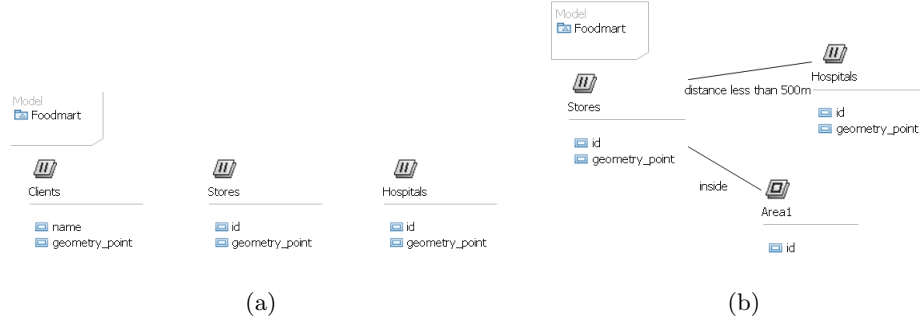 Model
Foodmart
Clients
name
geometry_point
Stores
id
geometry_point
Hospitals
id
geometry_point
(a)
Model
Foodmart
Stores
id
geometry_point
distance less than 500m
Hospitals
id
geometry_point
inside
Area1
id
(b)